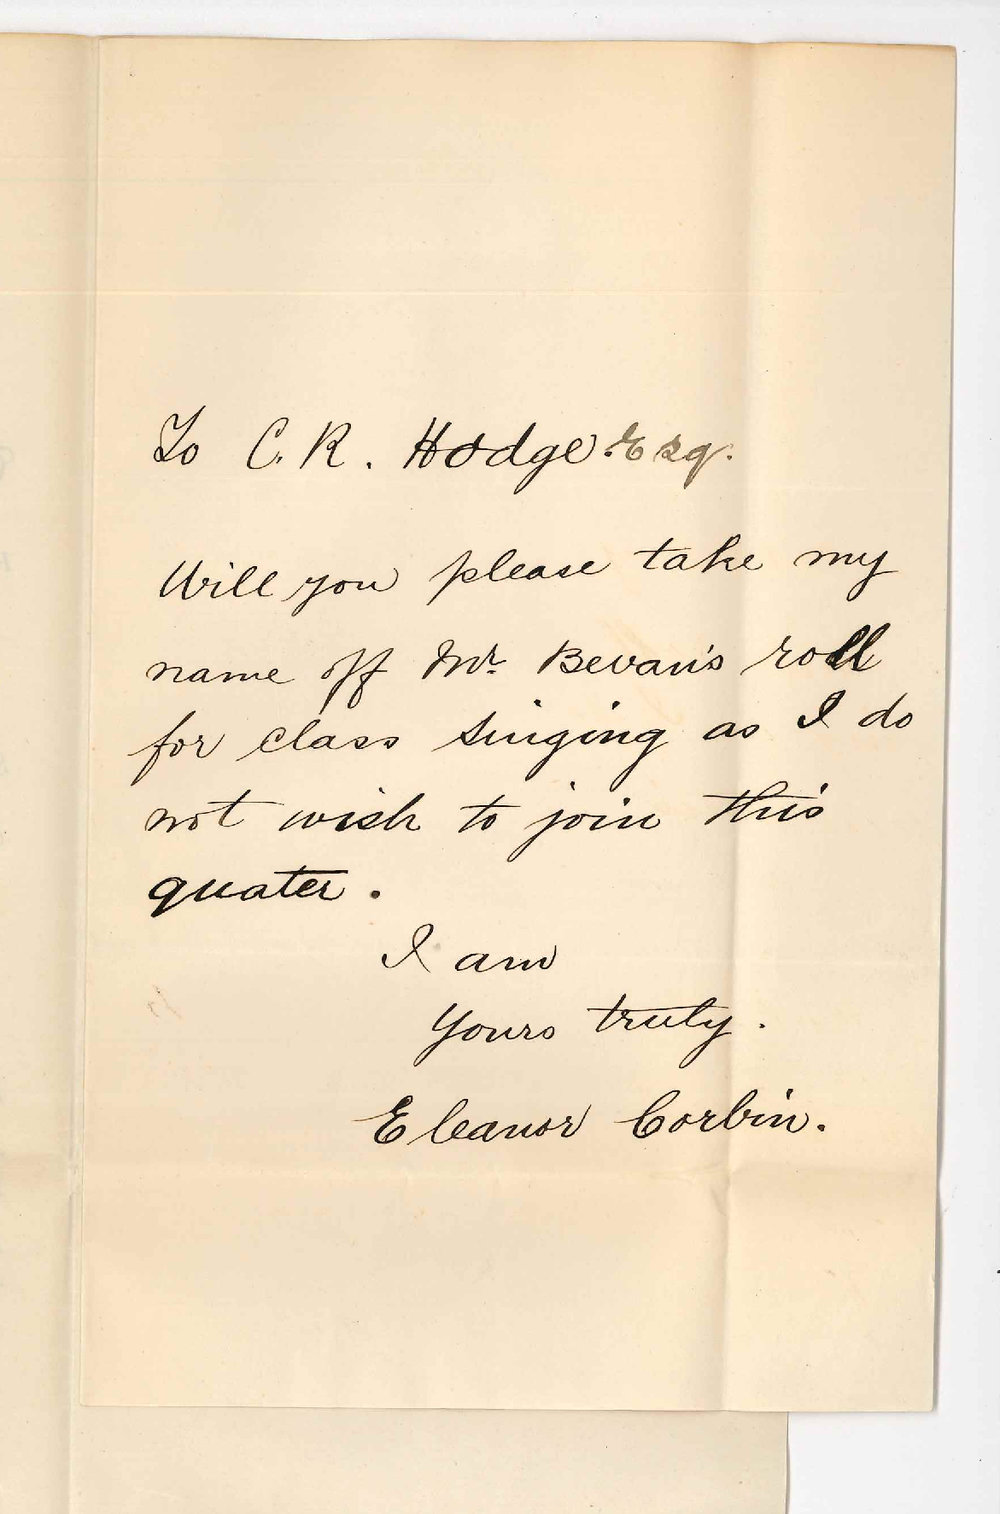 To C. R. Hodge. Esq.
Will you please take my
name off Mr. Bevan's roll
for class singing as I do
not wish to join this
quater.
I am
Yours truly.
Eleanor Corbin.